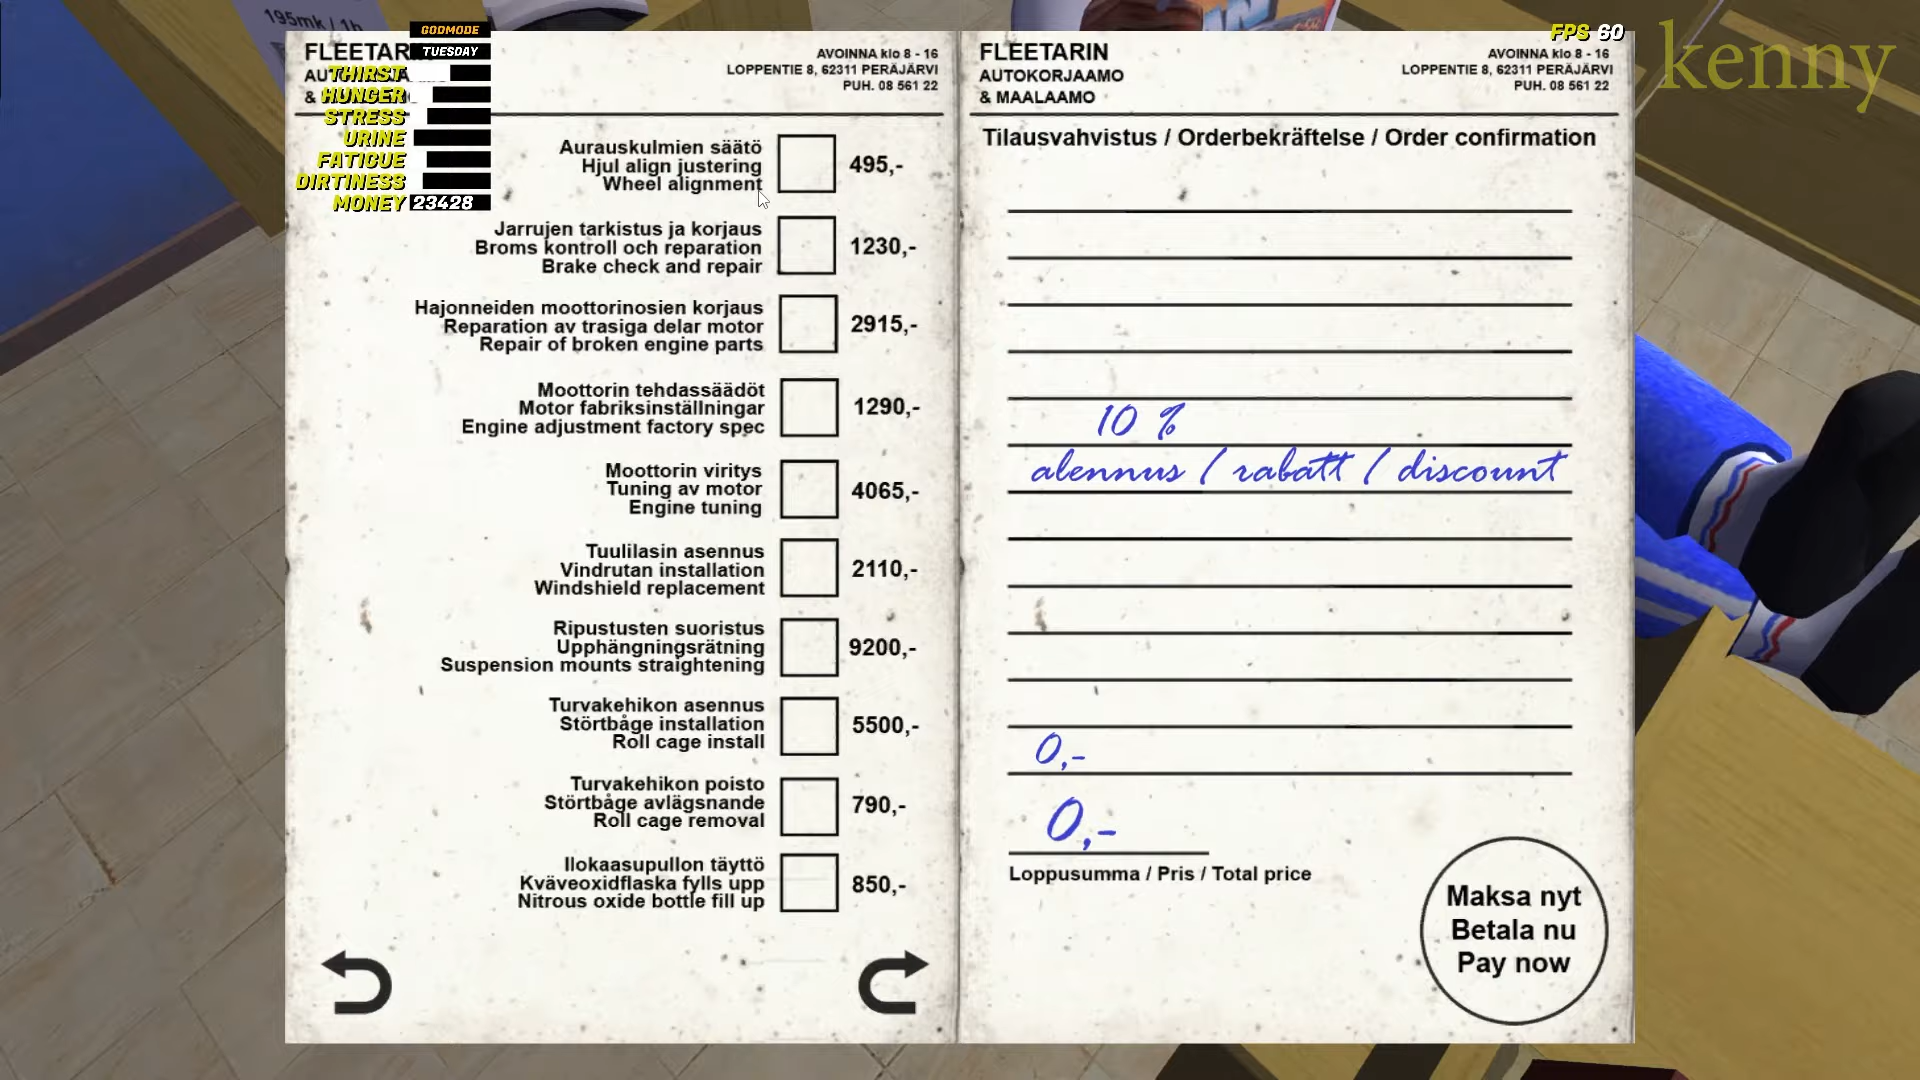 195mk / 1h
GODMODE
TUESDAY
THIRST
HUNGER
STRESS
URINE
FATIGUE
DIRTINESS
MONEY 23428
FPS 60
kenny
AVOINNA klo 8 - 16
LOPPENTIE 8, 62311 PERÄJÄRVI
PUH. 08 561 22
Aurauskulmien säätö
Hjul align justering
Wheel alignment
495,-
Jarrujen tarkistus ja korjaus
Broms kontroll och reparation
Brake check and repair
1230,-
Hajonneiden moottorinosien korjaus
Reparation av trasiga delar motor
Repair of broken engine parts
2915,-
Moottorin tehdassäädöt
Motor fabriksinställningar
Engine adjustment factory spec
1290,-
Moottorin viritys
Tuning av motor
Engine tuning
4065,-
Tuulilasin asennus
Vindrutan installation
Windshield replacement
2110,-
Ripustusten suoristus
Upphängningsrätning
Suspension mounts straightening
9200,-
Turvakehikon asennus
Störtbåge installation
Roll cage install
5500,-
Turvakehikon poisto
Störtbåge avlägsnande
Roll cage removal
790,-
Ilokaasupullon täyttö
Kväveoxidflaska fylls upp
Nitrous oxide bottle fill up
850,-
FLEETARIN
AUTOKORJAAMO
& MAALAAMO
AVOINNA klo 8 - 16
LOPPENTIE 8, 62311 PERÄJÄRVI
PUH. 08 561 22
Tilausvahvistus / Orderbekräftelse / Order confirmation
10 %
alennus / rabatt / discount
0,-
0,-
Loppusumma / Pris / Total price
Maksa nyt
Betala nu
Pay now